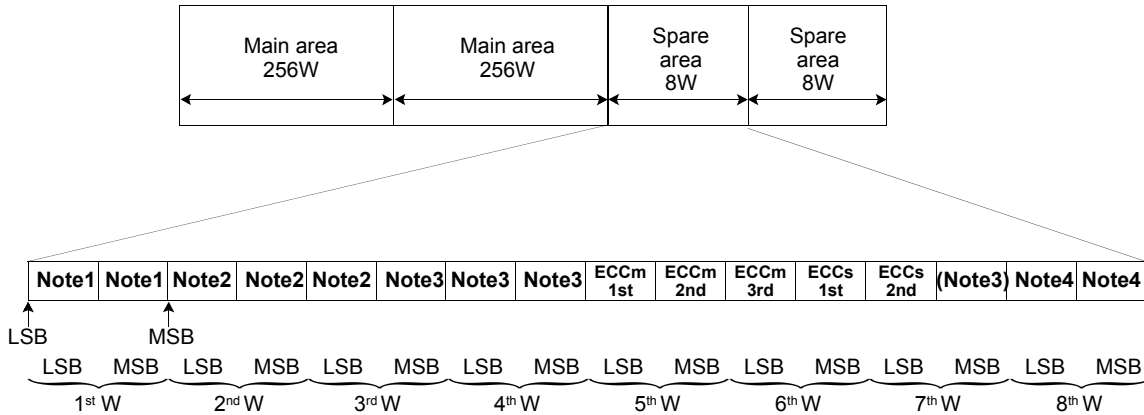 Main area
256W
Main area
256W
Spare
area
8W
Spare
area
8W
Note1 Note1 Note2 Note2 Note2 Note3 Note3 Note3 ECCm 1st ECCm 2nd ECCm 3rd ECCs 1st ECCs 2nd (Note3) Note4 Note4
LSB MSB
LSB MSB LSB MSB LSB MSB LSB MSB LSB MSB LSB MSB LSB MSB LSB MSB
1st W 2nd W 3rd W 4th W 5th W 6th W 7th W 8th W